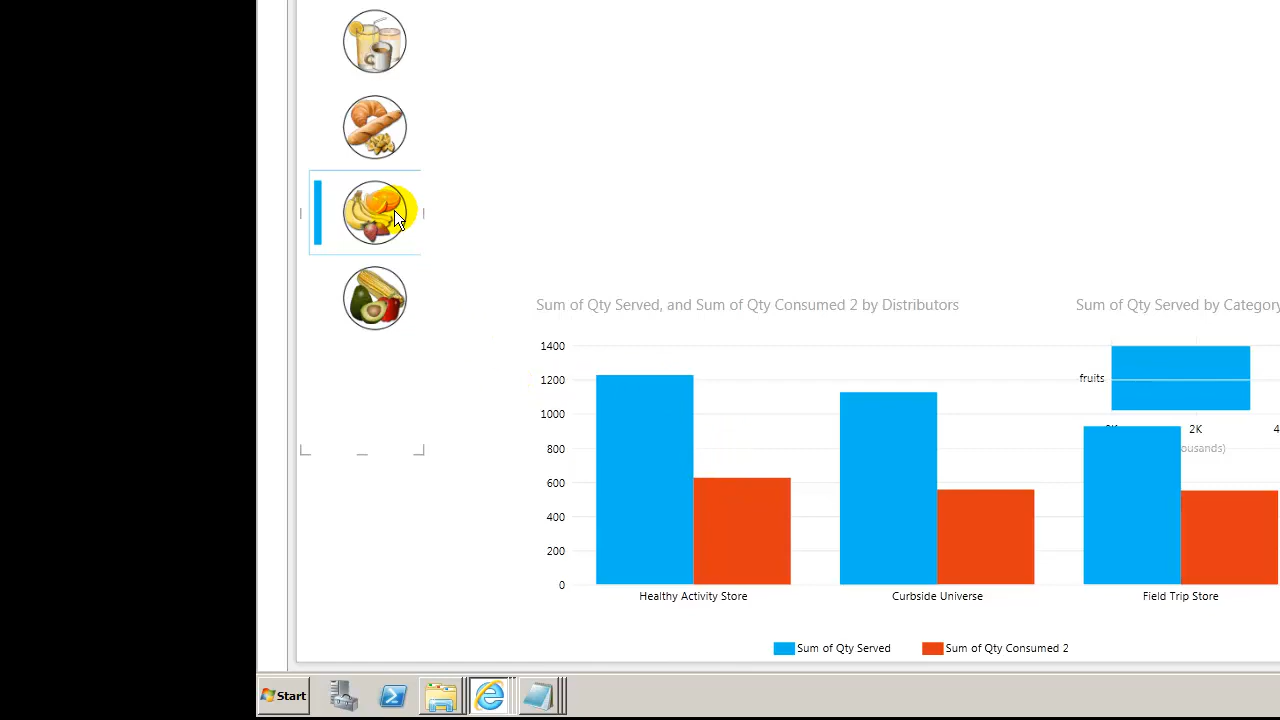 Sum of Qty Served, and Sum of Qty Consumed 2 by Distributors
Sum of Qty Served by Category
1400
1200
1000
800
600
400
200
0
fruits
2K
4
ousands)
Healthy Activity Store
Curbside Universe
Field Trip Store
Sum of Qty Served
Sum of Qty Consumed 2
Start